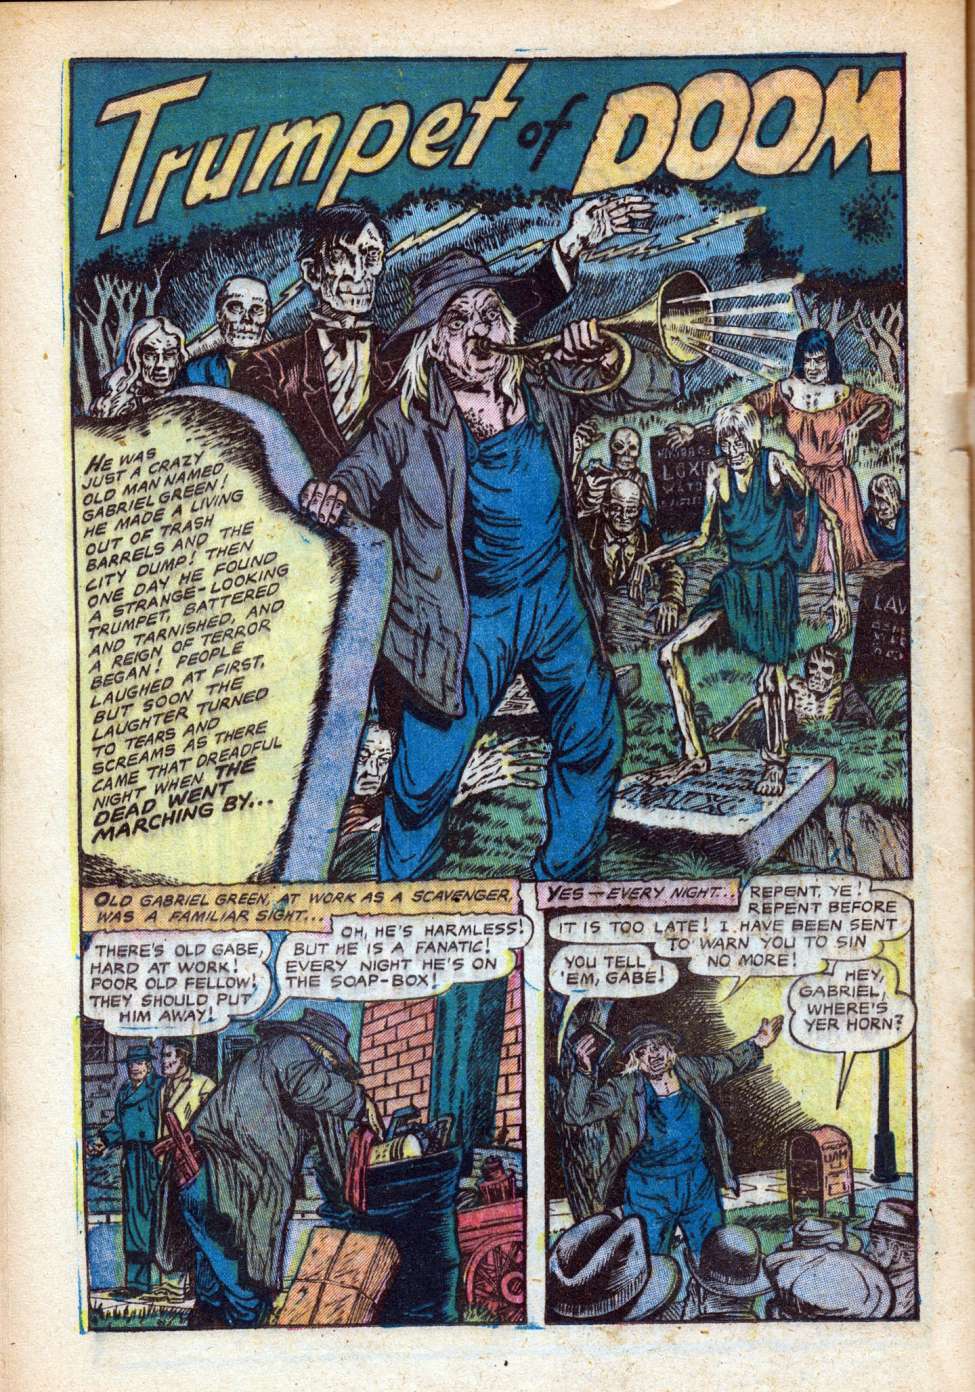 Trumpet of DOOM
HE WAS
JUST A CRAZY
OLD MAN NAMED
GABRIEL GREEN!
HE MADE A LIVING
OUT OF TRASH
BARRELS AND THE
CITY DUMP! THEN
ONE DAY HE FOUND
A STRANGE-LOOKING
TRUMPET, BATTERED
AND TARNISHED, AND
A REIGN OF TERROR
BEGAN! PEOPLE
LAUGHED AT FIRST,
BUT SOON THE
LAUGHTER TURNED
TO TEARS AND
SCREAMS AS THERE
CAME THAT DREADFUL
NIGHT WHEN THE
DEAD WENT
MARCHING BY...
LAV
OLD GABRIEL GREEN, AT WORK AS A SCAVENGER,
WAS A FAMILIAR SIGHT...
THERE'S OLD GABE,
HARD AT WORK!
POOR OLD FELLOW!
THEY SHOULD PUT
HIM AWAY!
OH, HE'S HARMLESS!
BUT HE IS A FANATIC!
EVERY NIGHT HE'S ON
THE SOAP-BOX!
YES—EVERY NIGHT...
REPENT, YE!
REPENT BEFORE
IT IS TOO LATE! I HAVE BEEN SENT
TO WARN YOU TO SIN
NO MORE!
YOU TELL
'EM, GABE!
HEY,
GABRIEL,
WHERE'S
YER HORN?